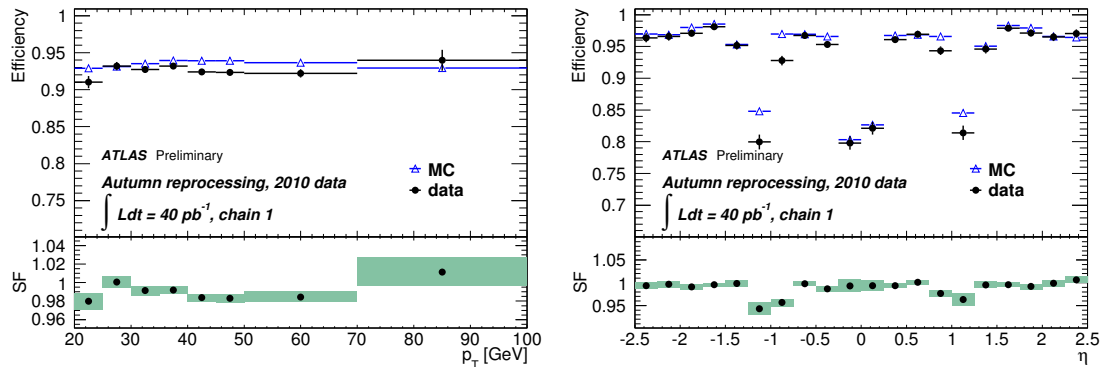 Efficiency
1
0.95
0.9
0.85
0.8
0.75
ATLAS Preliminary
MC
data
Autumn reprocessing, 2010 data
∫ Ldt = 40 pb⁻¹, chain 1
SF
1.04
1.02
1
0.98
0.96
20 30 40 50 60 70 80 90 100
p_T [GeV]
Efficiency
1
0.95
0.9
0.85
0.8
0.75
0.7
0.65
ATLAS Preliminary
MC
data
Autumn reprocessing, 2010 data
∫ Ldt = 40 pb⁻¹, chain 1
SF
1.05
1
0.95
-2.5 -2 -1.5 -1 -0.5 0 0.5 1 1.5 2 2.5
η